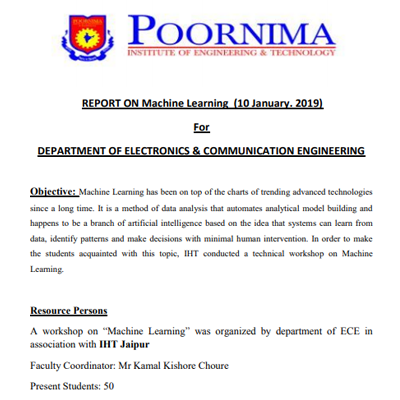 POORNIMA
INSTITUTE OF ENGINEERING & TECHNOLOGY
REPORT ON Machine Learning (10 January. 2019)
For
DEPARTMENT OF ELECTRONICS & COMMUNICATION ENGINEERING
Objective: Machine Learning has been on top of the charts of trending advanced technologies
since a long time. It is a method of data analysis that automates analytical model building and
happens to be a branch of artificial intelligence based on the idea that systems can learn from
data, identify patterns and make decisions with minimal human intervention. In order to make
the students acquainted with this topic, IHT conducted a technical workshop on Machine
Learning.
Resource Persons
A workshop on “Machine Learning” was organized by department of ECE in
association with IHT Jaipur
Faculty Coordinator: Mr Kamal Kishore Choure
Present Students: 50